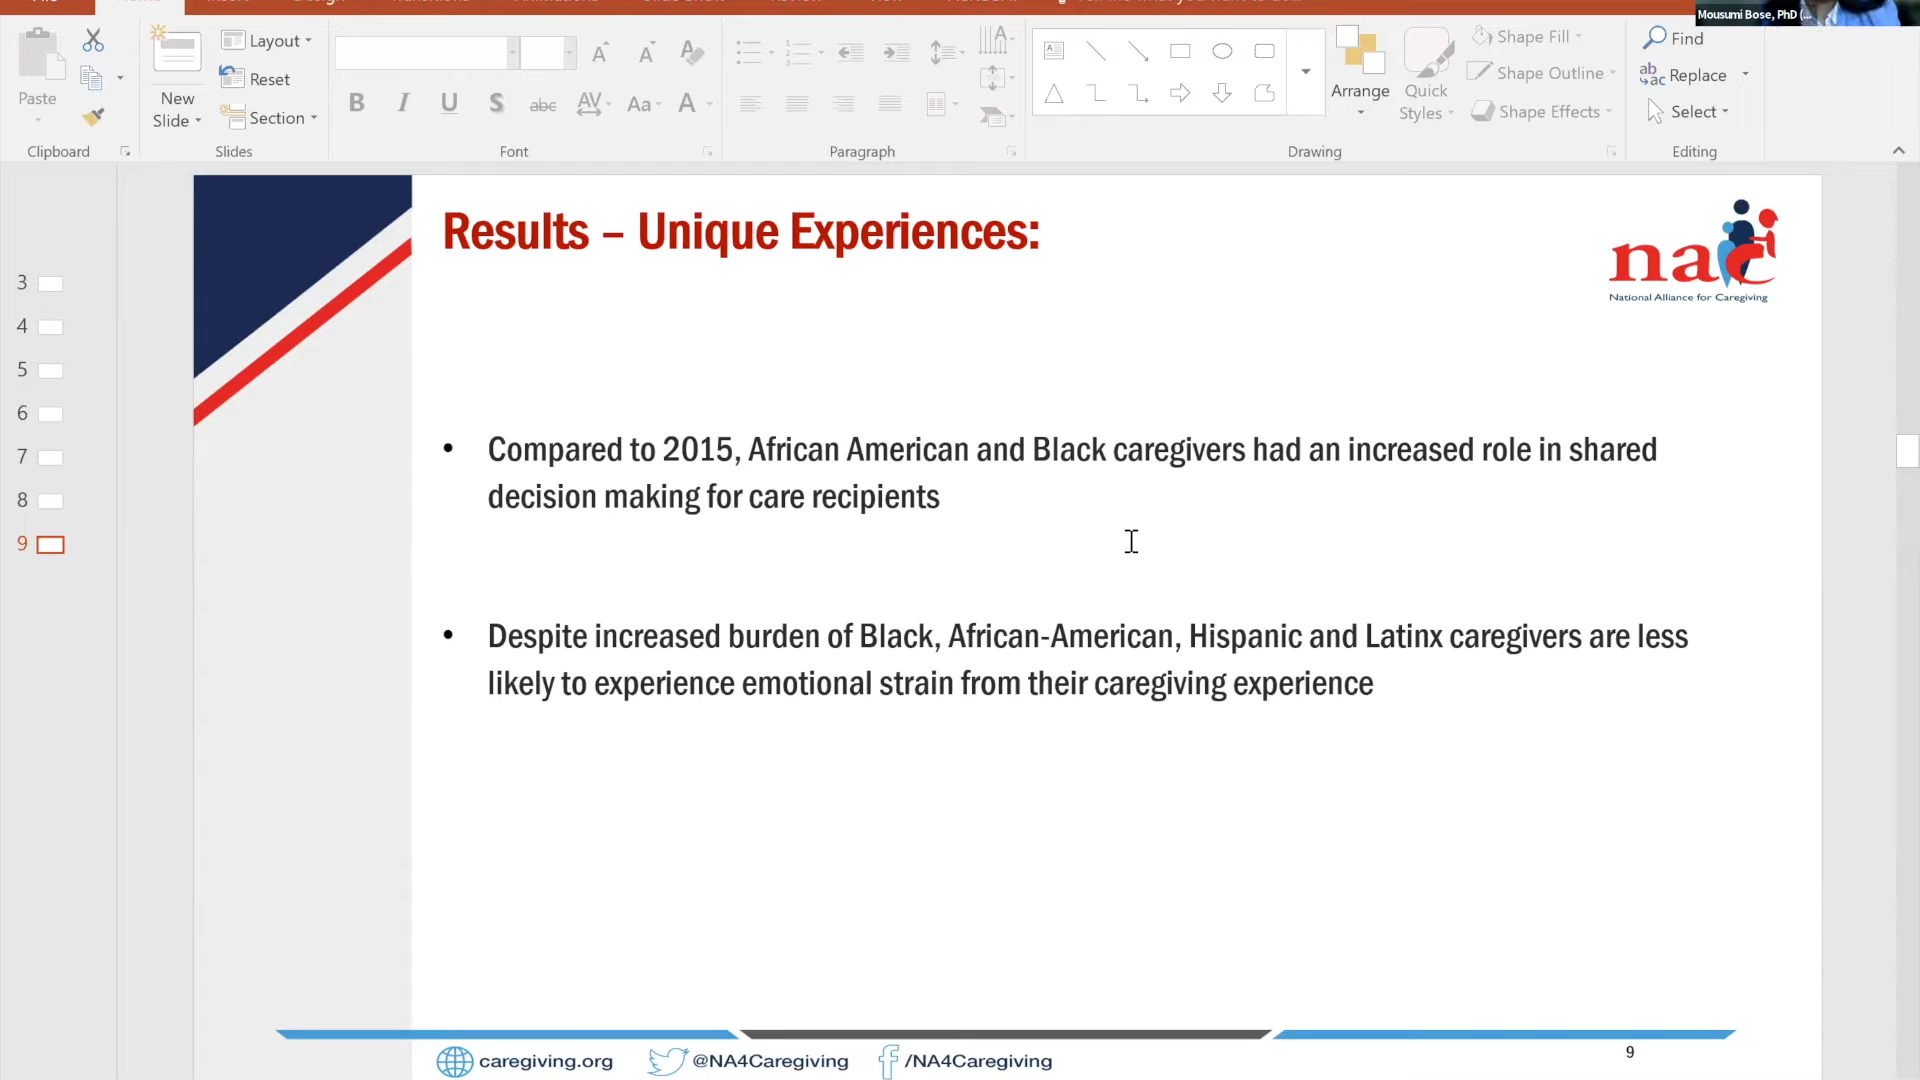 Mousumi Bose, PhD (...
Paste
New
Slide
Layout
Reset
Section
B I U S abc AV Aa A
Arrange
Quick
Styles
Shape Fill
Shape Outline
Shape Effects
Find
Replace
Select
Clipboard
Slides
Font
Paragraph
Drawing
Editing
3
4
5
6
7
8
9
Results – Unique Experiences:
nac
National Alliance for Caregiving
• Compared to 2015, African American and Black caregivers had an increased role in shared
decision making for care recipients
• Despite increased burden of Black, African-American, Hispanic and Latinx caregivers are less
likely to experience emotional strain from their caregiving experience
caregiving.org
@NA4Caregiving
/NA4Caregiving
9